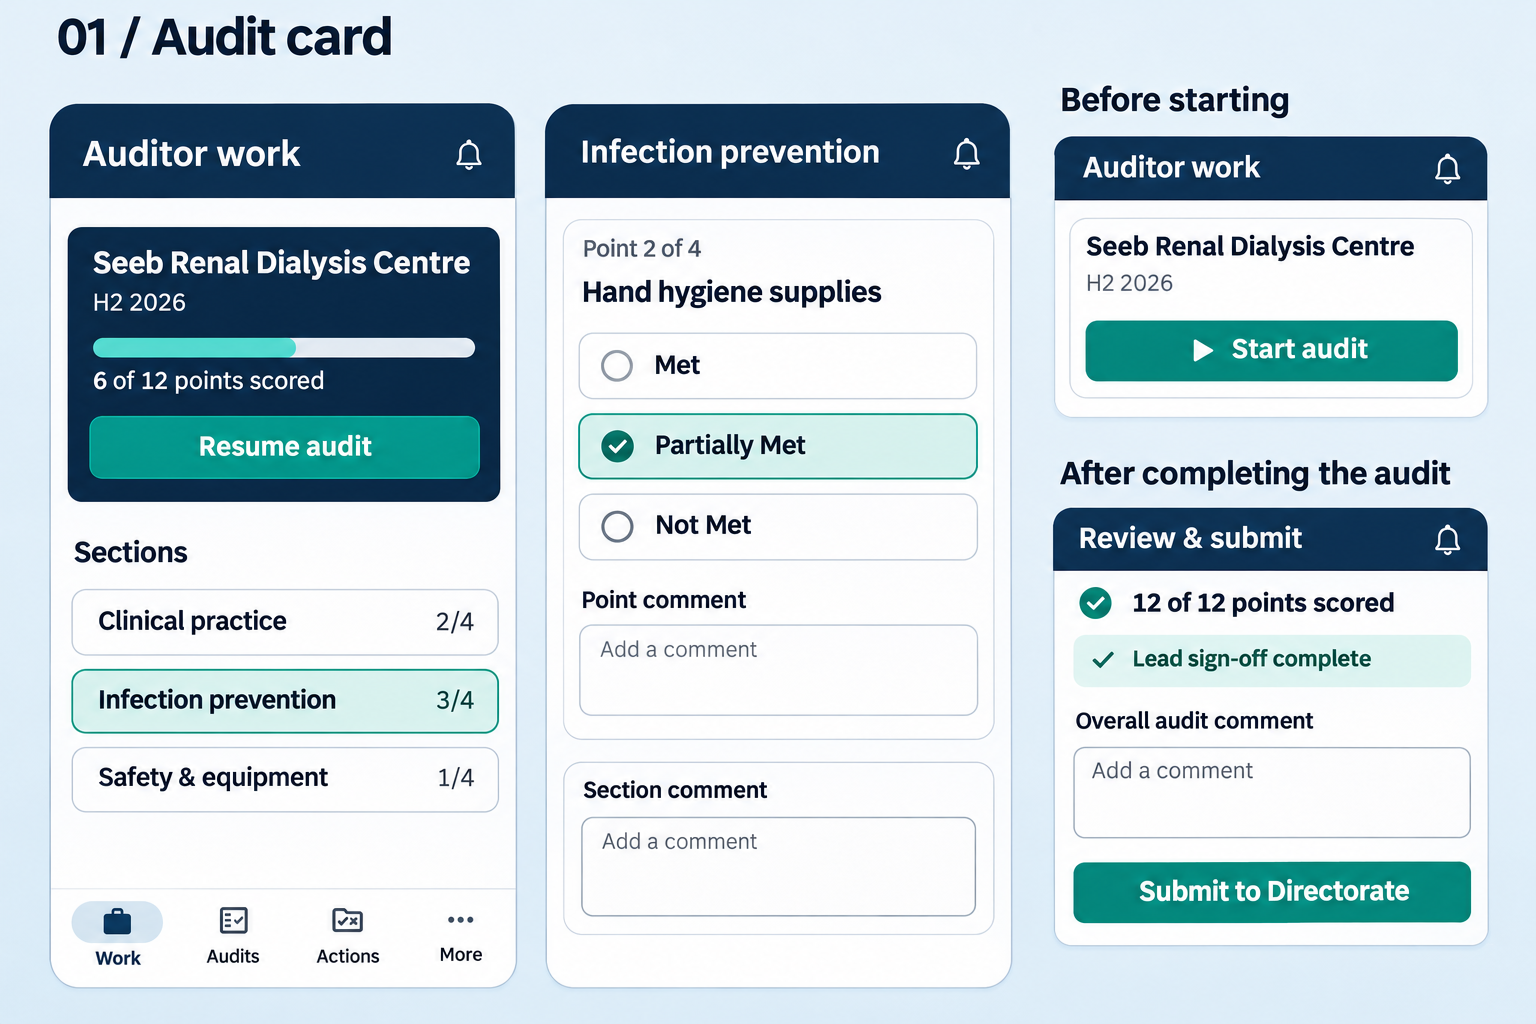 01 / Audit card
Auditor work
Seeb Renal Dialysis Centre
H2 2026
6 of 12 points scored
Resume audit
Sections
Clinical practice 2/4
Infection prevention 3/4
Safety & equipment 1/4
Work Audits Actions More
Infection prevention
Point 2 of 4
Hand hygiene supplies
Met
Partially Met
Not Met
Point comment
Add a comment
Section comment
Add a comment
Before starting
Auditor work
Seeb Renal Dialysis Centre
H2 2026
Start audit
After completing the audit
Review & submit
12 of 12 points scored
Lead sign-off complete
Overall audit comment
Add a comment
Submit to Directorate